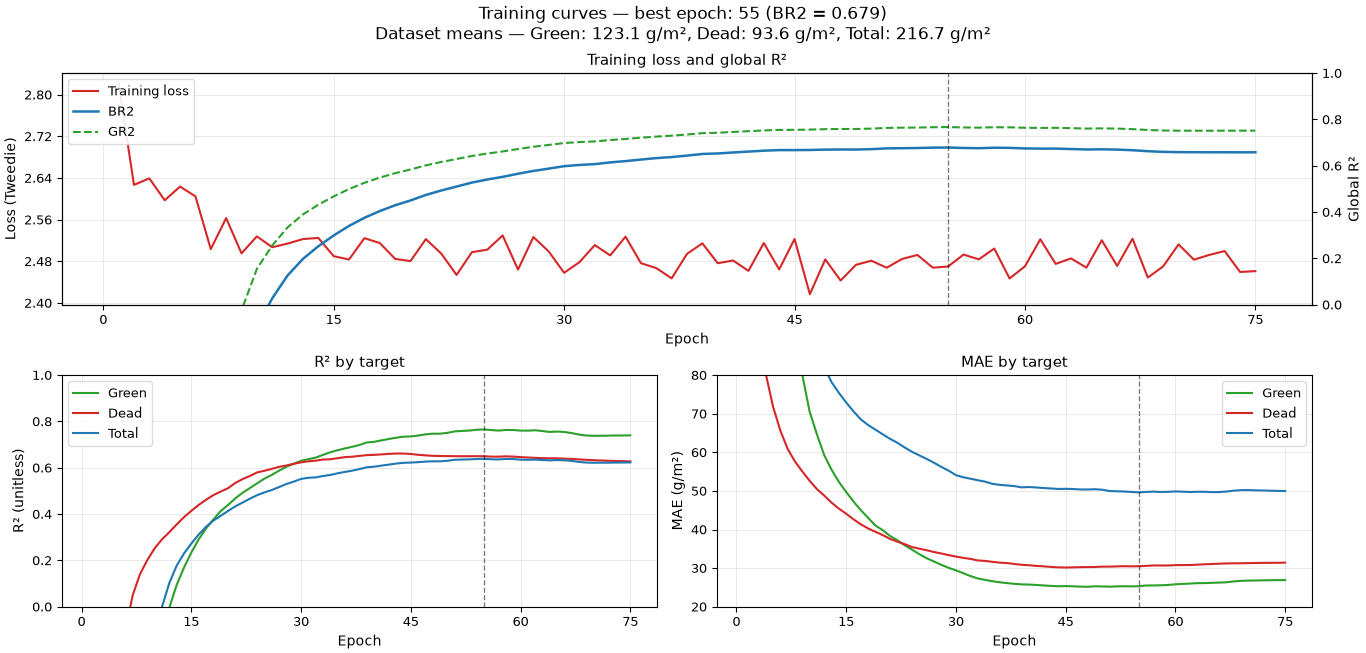 Training curves — best epoch: 55 (BR2 = 0.679)
Dataset means — Green: 123.1 g/m², Dead: 93.6 g/m², Total: 216.7 g/m²
Training loss and global R²
Training loss
BR2
GR2
Loss (Tweedie)
2.80
2.72
2.64
2.56
2.48
2.40
1.0
0.8
0.6
0.4
0.2
0.0
Global R²
0 15 30 45 60 75
Epoch
R² by target
Green
Dead
Total
R² (unitless)
1.0
0.8
0.6
0.4
0.2
0.0
0 15 30 45 60 75
Epoch
MAE by target
Green
Dead
Total
MAE (g/m²)
80
70
60
50
40
30
20
0 15 30 45 60 75
Epoch